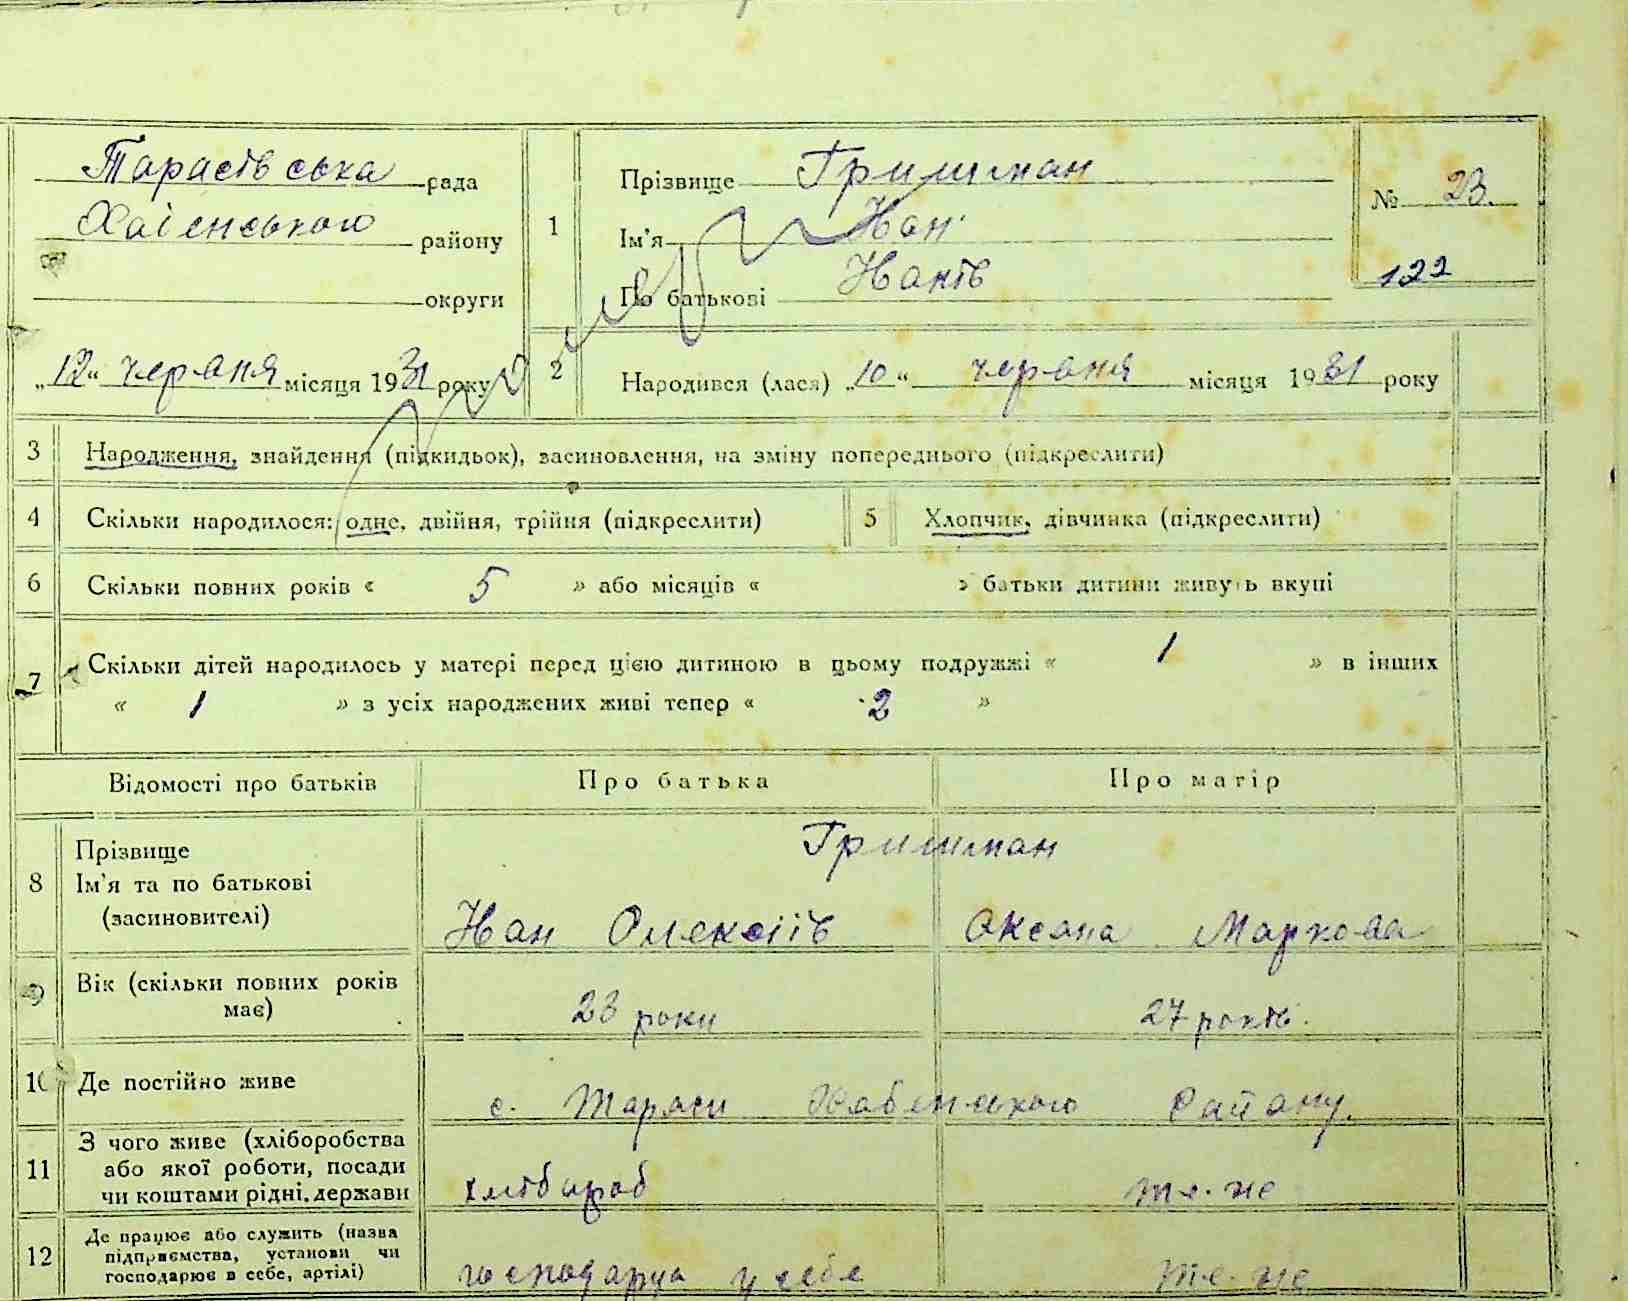 Тарасівська рада
району
округи
„12“ червня місяця 1931 року
1
Прізвище Гришман
Ім'я Йван
По батькові Йванів
№ 23.
122
2
Народився (лася) „10“ червня місяця 1931 року
3 Народження, знайдення (підкидьок), засиновлення, на зміну попереднього (підкреслити)
4 Скільки народилося: одне, двійня, трійня (підкреслити) 5 Хлопчик, дівчинка (підкреслити)
6 Скільки повних років « 5 » або місяців « » батьки дитини живуть вкупі
7 Скільки дітей народилось у матері перед цією дитиною в цьому подружжі « 1 » в інших
« 1 » з усіх народжених живі тепер « 2 »
Відомості про батьків Про батька Про матір
8 Прізвище
Ім'я та по батькові
(засиновителі)
Гришман
Йван Олексіїв Оксана Маркова
9 Вік (скільки повних років
має)
23 роки 27 років.
10 Де постійно живе с. Тараси району.
11 З чого живе (хліборобства
або якої роботи, посади
чи коштами рідні, держави
хлібороб те-же
12 Де працює або служить (назва
підприємства, установи чи
господарює в себе, артілі)
у себе те-же